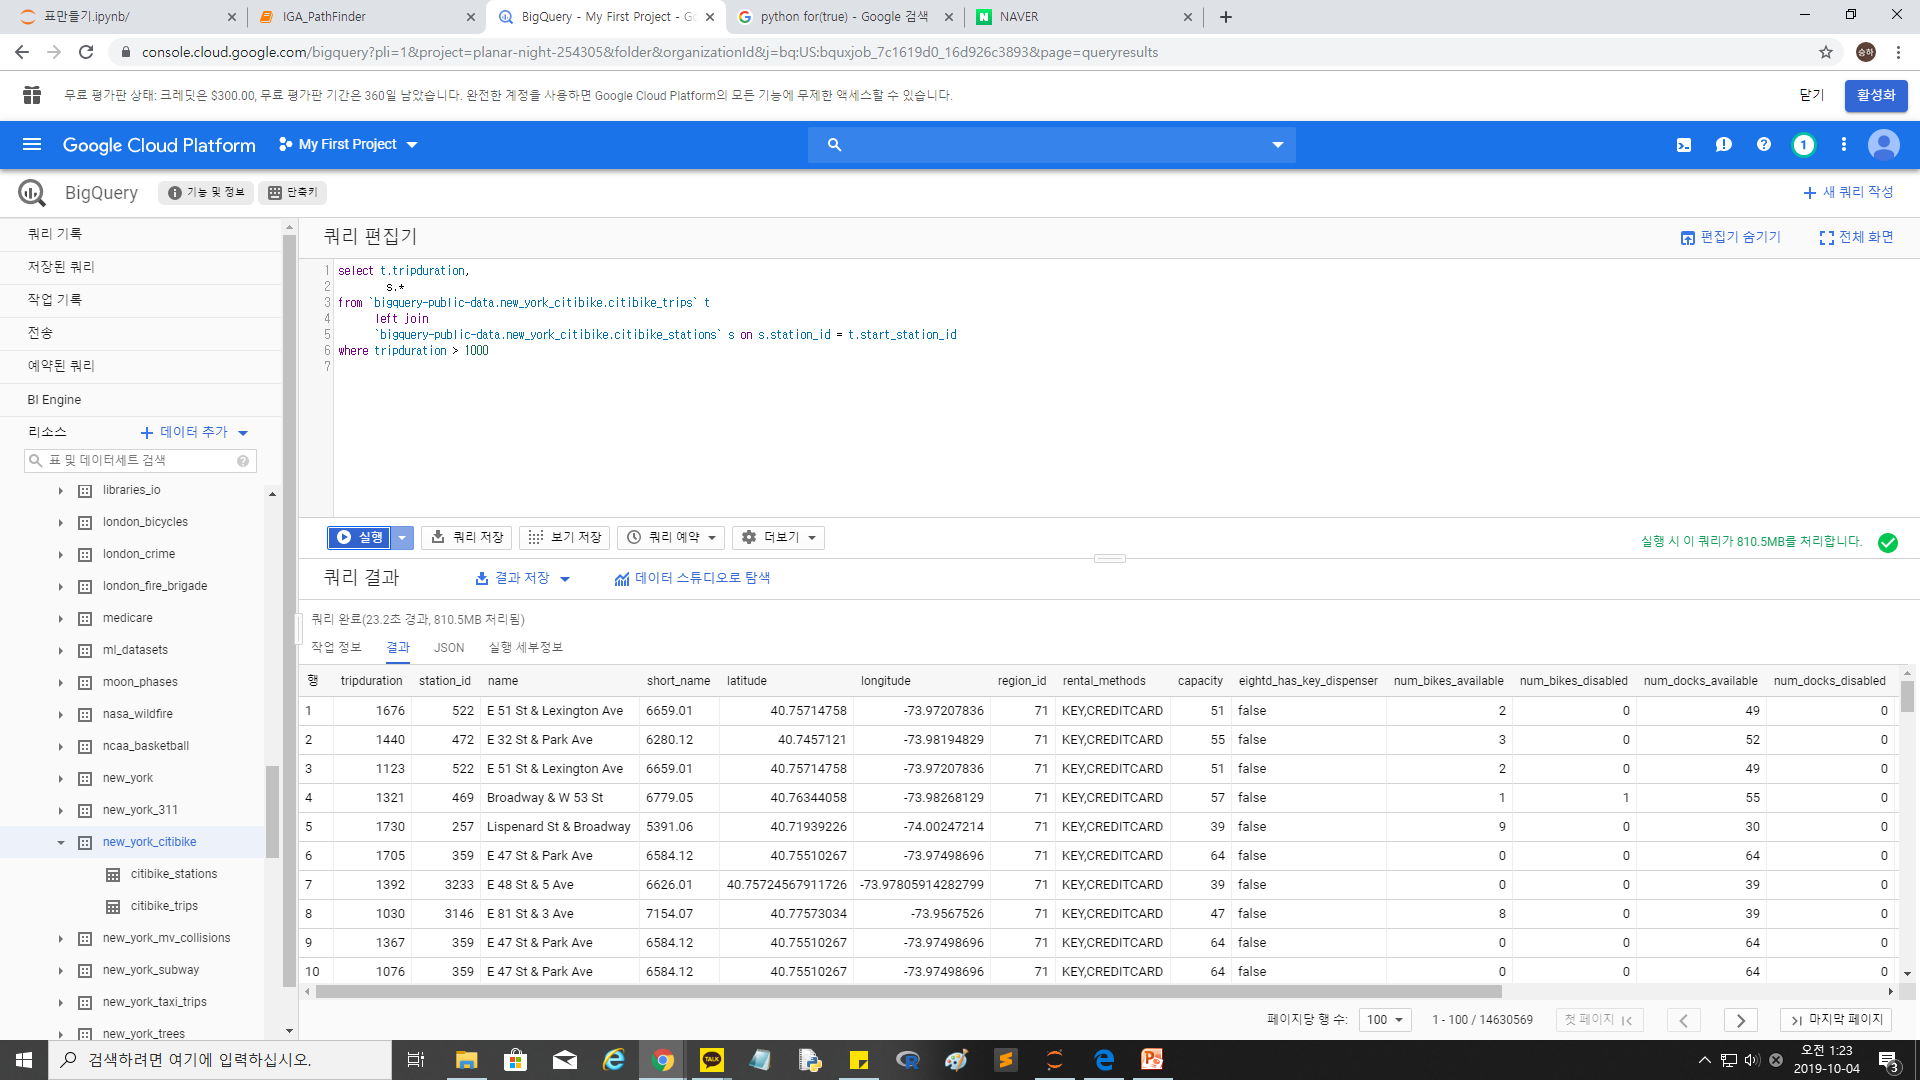 표만들기.ipynb/
IGA_PathFinder
BigQuery - My First Project - Go
python for(true) - Google 검색
NAVER
console.cloud.google.com/bigquery?pli=1&project=planar-night-254305&folder&organizationId&j=bq:US:bquxjob_7c1619d0_16d926c3893&page=queryresults
승하
무료 평가판 상태: 크레딧은 $300.00, 무료 평가판 기간은 360일 남았습니다. 완전한 계정을 사용하면 Google Cloud Platform의 모든 기능에 무제한 액세스할 수 있습니다.
닫기
활성화
Google Cloud Platform
My First Project
1
BigQuery
기능 및 정보
단축키
새 쿼리 작성
쿼리 기록
저장된 쿼리
작업 기록
전송
예약된 쿼리
BI Engine
리소스
데이터 추가
표 및 데이터세트 검색
libraries_io
london_bicycles
london_crime
london_fire_brigade
medicare
ml_datasets
moon_phases
nasa_wildfire
ncaa_basketball
new_york
new_york_311
new_york_citibike
citibike_stations
citibike_trips
new_york_mv_collisions
new_york_subway
new_york_taxi_trips
new_york_trees
쿼리 편집기
편집기 숨기기
전체 화면
1 select t.tripduration,
2 s.*
3 from `bigquery-public-data.new_york_citibike.citibike_trips` t
4 left join
5 `bigquery-public-data.new_york_citibike.citibike_stations` s on s.station_id = t.start_station_id
6 where tripduration > 1000
7
실행
쿼리 저장
보기 저장
쿼리 예약
더보기
실행 시 이 쿼리가 810.5MB를 처리합니다.
쿼리 결과
결과 저장
데이터 스튜디오로 탐색
쿼리 완료(23.2초 경과, 810.5MB 처리됨)
작업 정보 결과 JSON 실행 세부정보
행 tripduration station_id name short_name latitude longitude region_id rental_methods capacity eightd_has_key_dispenser num_bikes_available num_bikes_disabled num_docks_available num_docks_disabled
1 1676 522 E 51 St & Lexington Ave 6659.01 40.75714758 -73.97207836 71 KEY,CREDITCARD 51 false 2 0 49 0
2 1440 472 E 32 St & Park Ave 6280.12 40.7457121 -73.98194829 71 KEY,CREDITCARD 55 false 3 0 52 0
3 1123 522 E 51 St & Lexington Ave 6659.01 40.75714758 -73.97207836 71 KEY,CREDITCARD 51 false 2 0 49 0
4 1321 469 Broadway & W 53 St 6779.05 40.76344058 -73.98268129 71 KEY,CREDITCARD 57 false 1 1 55 0
5 1730 257 Lispenard St & Broadway 5391.06 40.71939226 -74.00247214 71 KEY,CREDITCARD 39 false 9 0 30 0
6 1705 359 E 47 St & Park Ave 6584.12 40.75510267 -73.97498696 71 KEY,CREDITCARD 64 false 0 0 64 0
7 1392 3233 E 48 St & 5 Ave 6626.01 40.75724567911726 -73.97805914282799 71 KEY,CREDITCARD 39 false 0 0 39 0
8 1030 3146 E 81 St & 3 Ave 7154.07 40.77573034 -73.9567526 71 KEY,CREDITCARD 47 false 8 0 39 0
9 1367 359 E 47 St & Park Ave 6584.12 40.75510267 -73.97498696 71 KEY,CREDITCARD 64 false 0 0 64 0
10 1076 359 E 47 St & Park Ave 6584.12 40.75510267 -73.97498696 71 KEY,CREDITCARD 64 false 0 0 64 0
페이지당 행 수: 100 1 - 100 / 14630569 첫 페이지 마지막 페이지
검색하려면 여기에 입력하십시오.
TALK
오전 1:23
2019-10-04
3